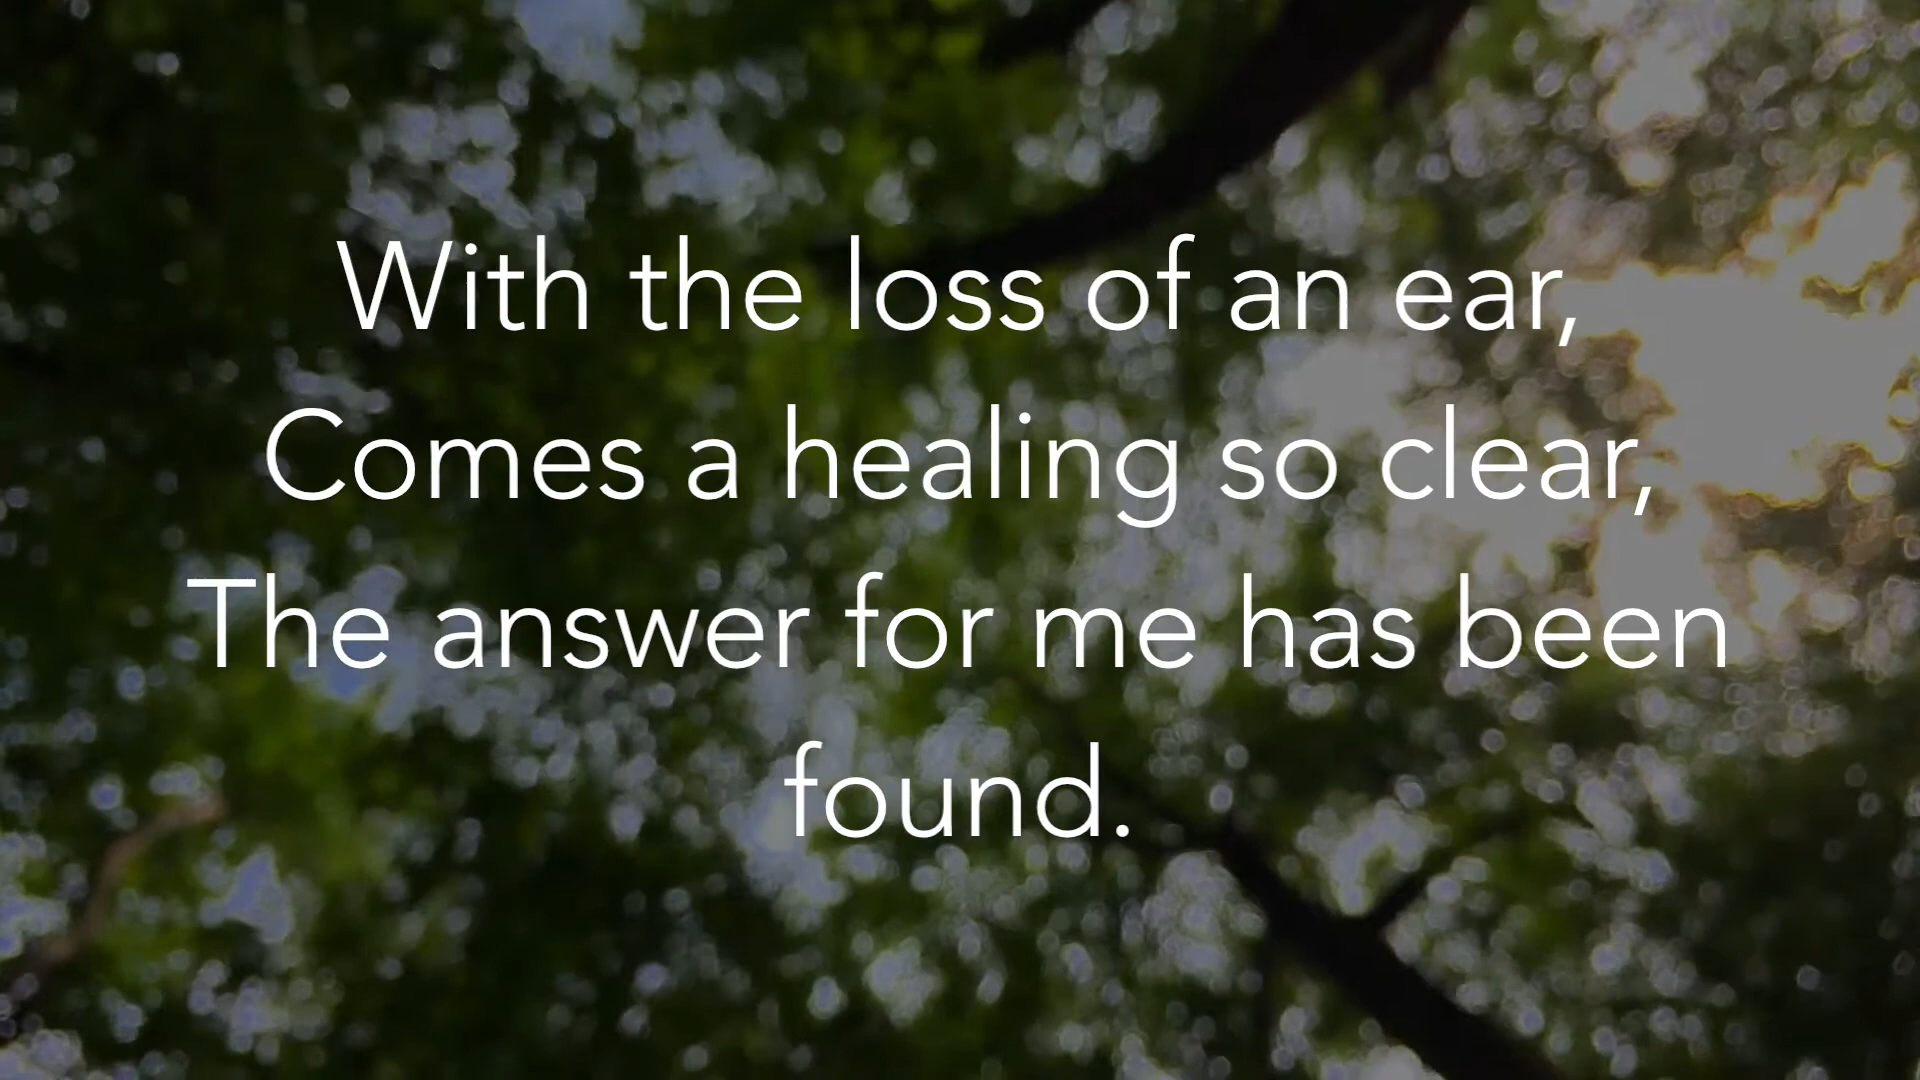 With the loss of an ear,
Comes a healing so clear,
The answer for me has been
found.